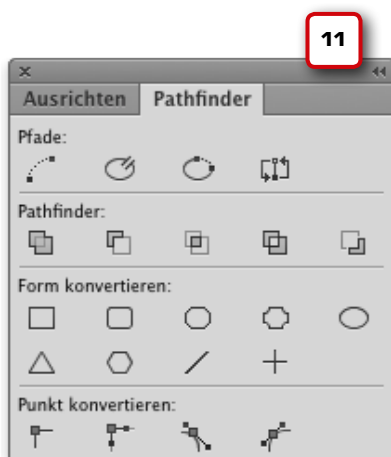 11
Ausrichten Pathfinder
Pfade:
Pathfinder:
Form konvertieren:
Punkt konvertieren: